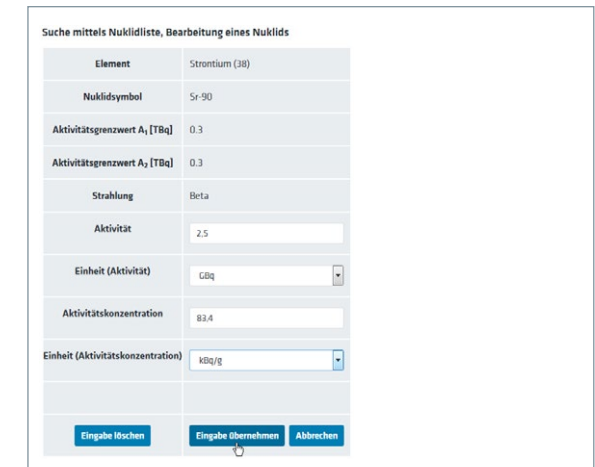 Suche mittels Nuklidliste, Bearbeitung eines Nuklids
Element Strontium (38)
Nuklidsymbol Sr-90
Aktivitätsgrenzwert A₁ [TBq] 0.3
Aktivitätsgrenzwert A₂ [TBq] 0.3
Strahlung Beta
Aktivität 2,5
Einheit (Aktivität) GBq
Aktivitätskonzentration 83,4
Einheit (Aktivitätskonzentration) kBq/g
Eingabe löschen Eingabe übernehmen Abbrechen